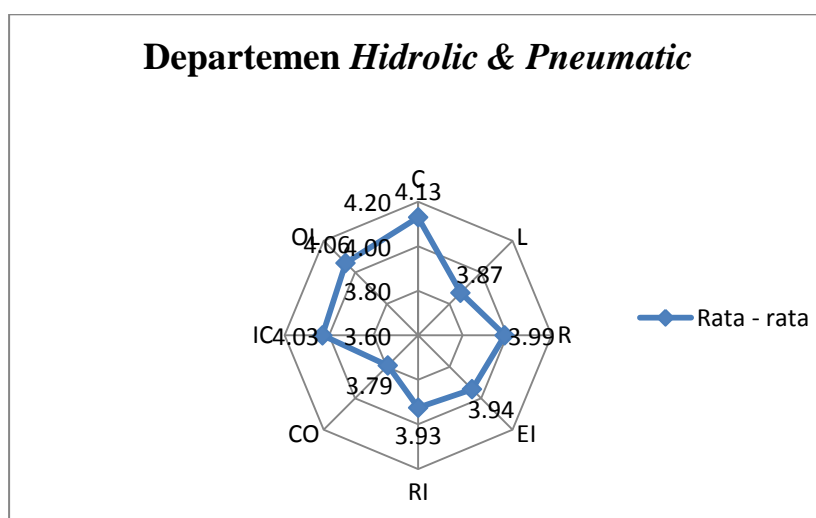 Departemen Hidrolic & Pneumatic
C
4.13
4.20
L
OI
4.06
4.00
3.87
3.80
IC
4.03
3.60
3.99
R
3.79
3.94
CO
3.93
EI
RI
Rata - rata